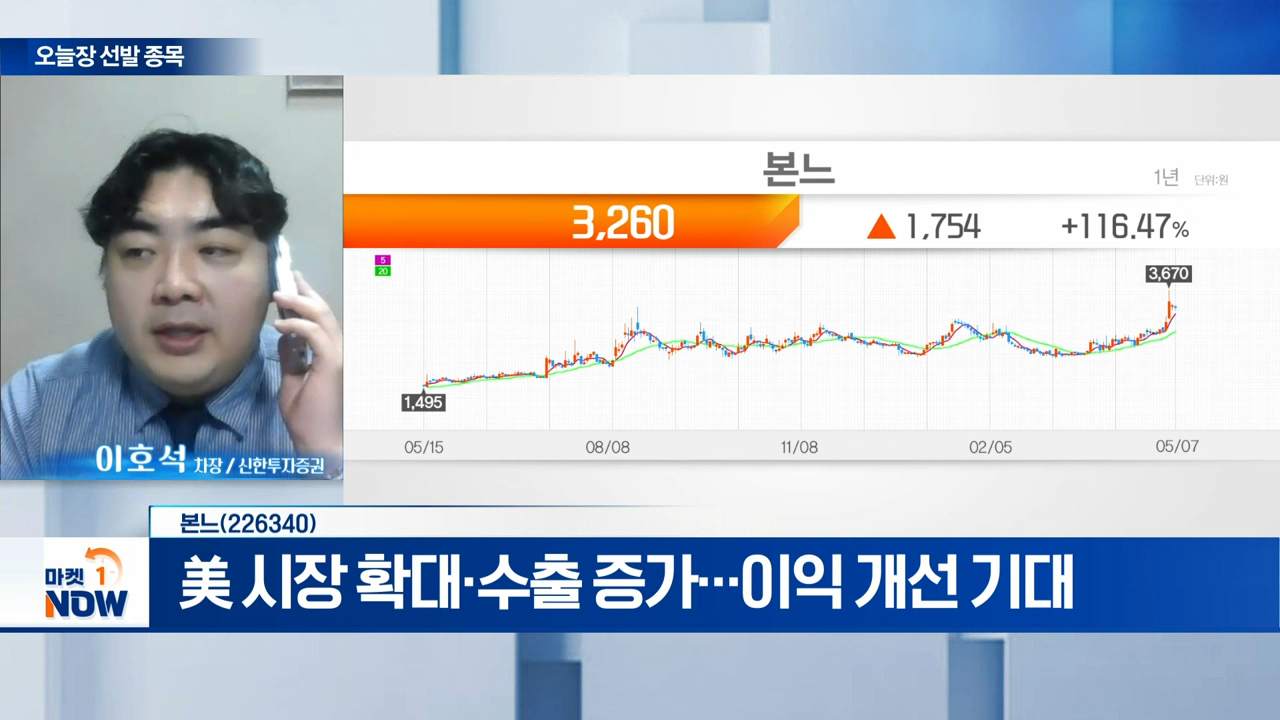 오늘장 선발 종목
본느
1년 단위:원
3,260 ▲ 1,754 +116.47%
5
20
3,670
1,495
05/15 08/08 11/08 02/05 05/07
이호석 차장 / 신한투자증권
본느(226340)
마켓 1
NOW
美 시장 확대·수출 증가…이익 개선 기대